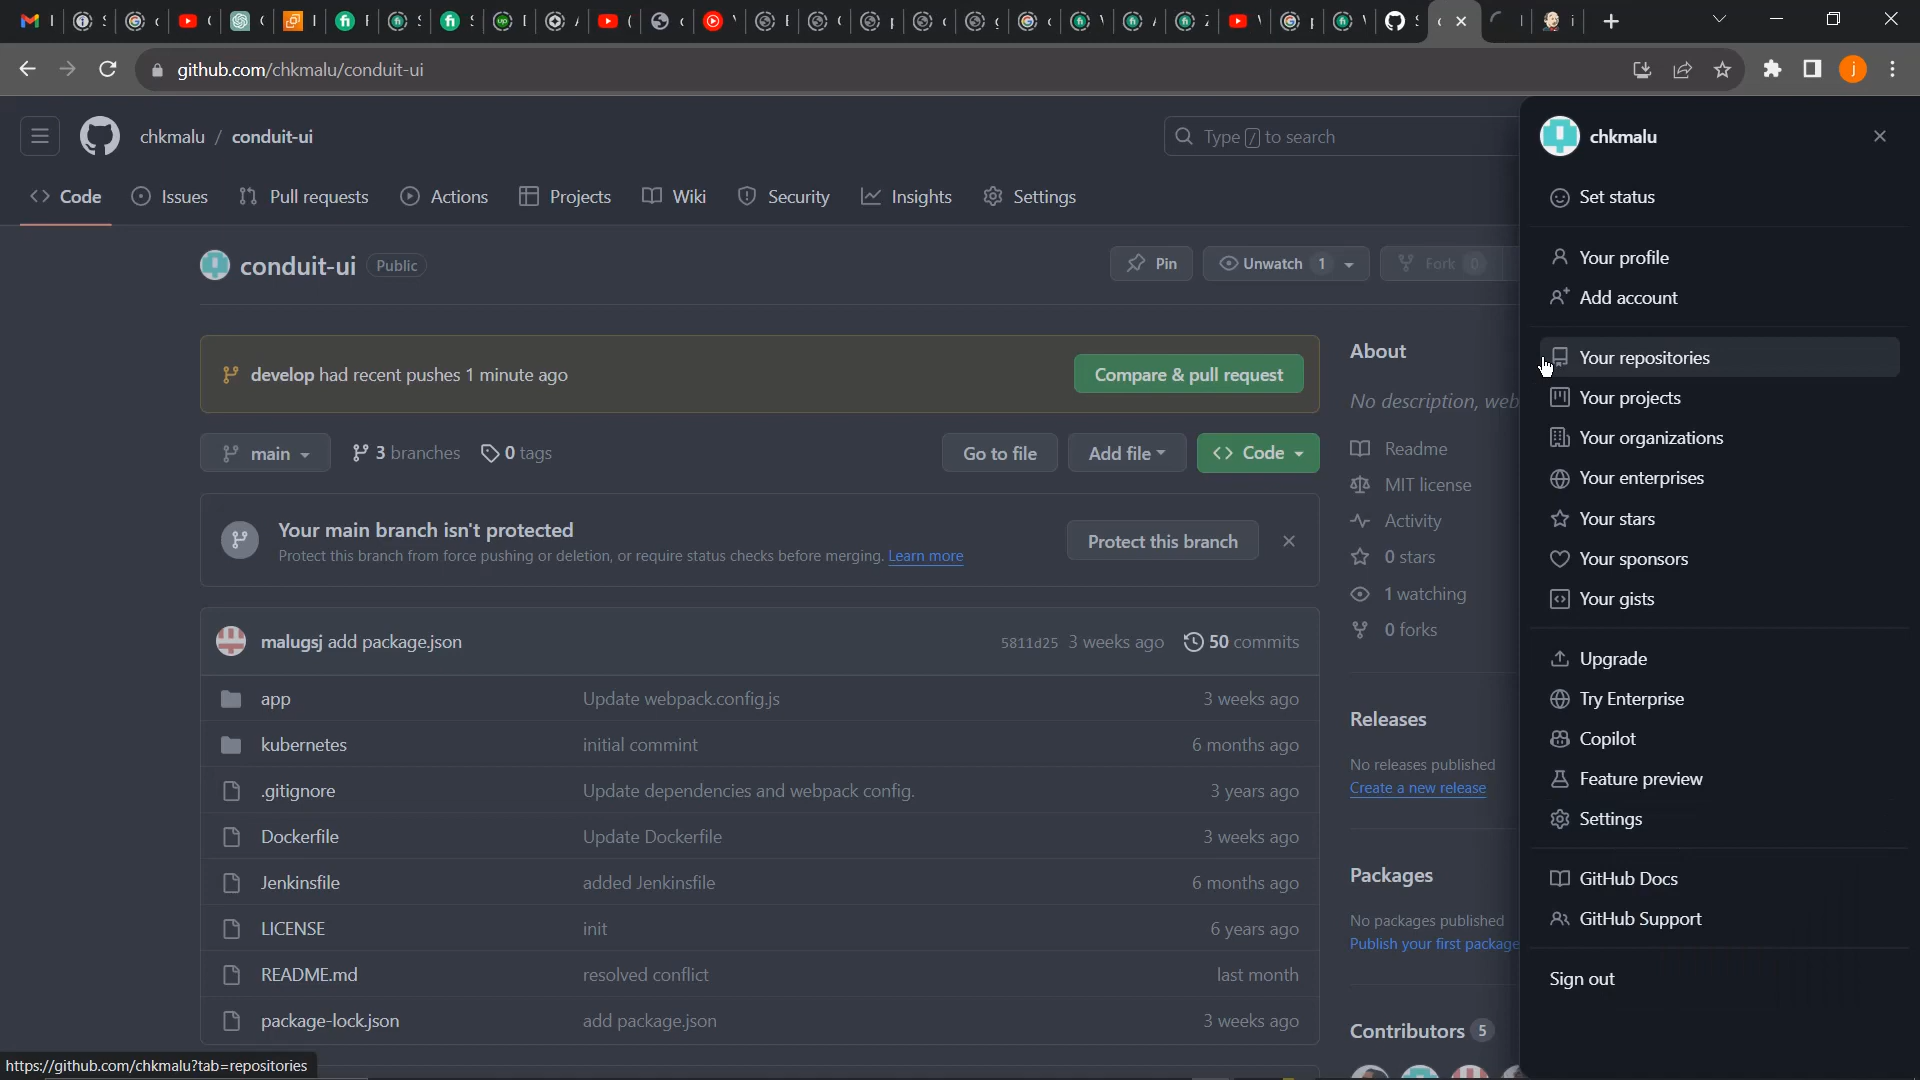 github.com/chkmalu/conduit-ui
j
chkmalu / conduit-ui
Type / to search
Code
Issues
Pull requests
Actions
Projects
Wiki
Security
Insights
Settings
conduit-ui
Public
Pin
Unwatch 1
Fork 0
develop had recent pushes 1 minute ago
Compare & pull request
main
3 branches
0 tags
Go to file
Add file
Code
Your main branch isn't protected
Protect this branch from force pushing or deletion, or require status checks before merging. Learn more
Protect this branch
malugsj add package.json
5811d25 3 weeks ago
50 commits
app
Update webpack.config.js
3 weeks ago
kubernetes
initial commint
6 months ago
.gitignore
Update dependencies and webpack config.
3 years ago
Dockerfile
Update Dockerfile
3 weeks ago
Jenkinsfile
added Jenkinsfile
6 months ago
LICENSE
init
6 years ago
README.md
resolved conflict
last month
package-lock.json
add package.json
3 weeks ago
About
No description, web
Readme
MIT license
Activity
0 stars
1 watching
0 forks
Releases
No releases published
Create a new release
Packages
No packages published
Publish your first package
Contributors 5
chkmalu
Set status
Your profile
Add account
Your repositories
Your projects
Your organizations
Your enterprises
Your stars
Your sponsors
Your gists
Upgrade
Try Enterprise
Copilot
Feature preview
Settings
GitHub Docs
GitHub Support
Sign out
https://github.com/chkmalu?tab=repositories